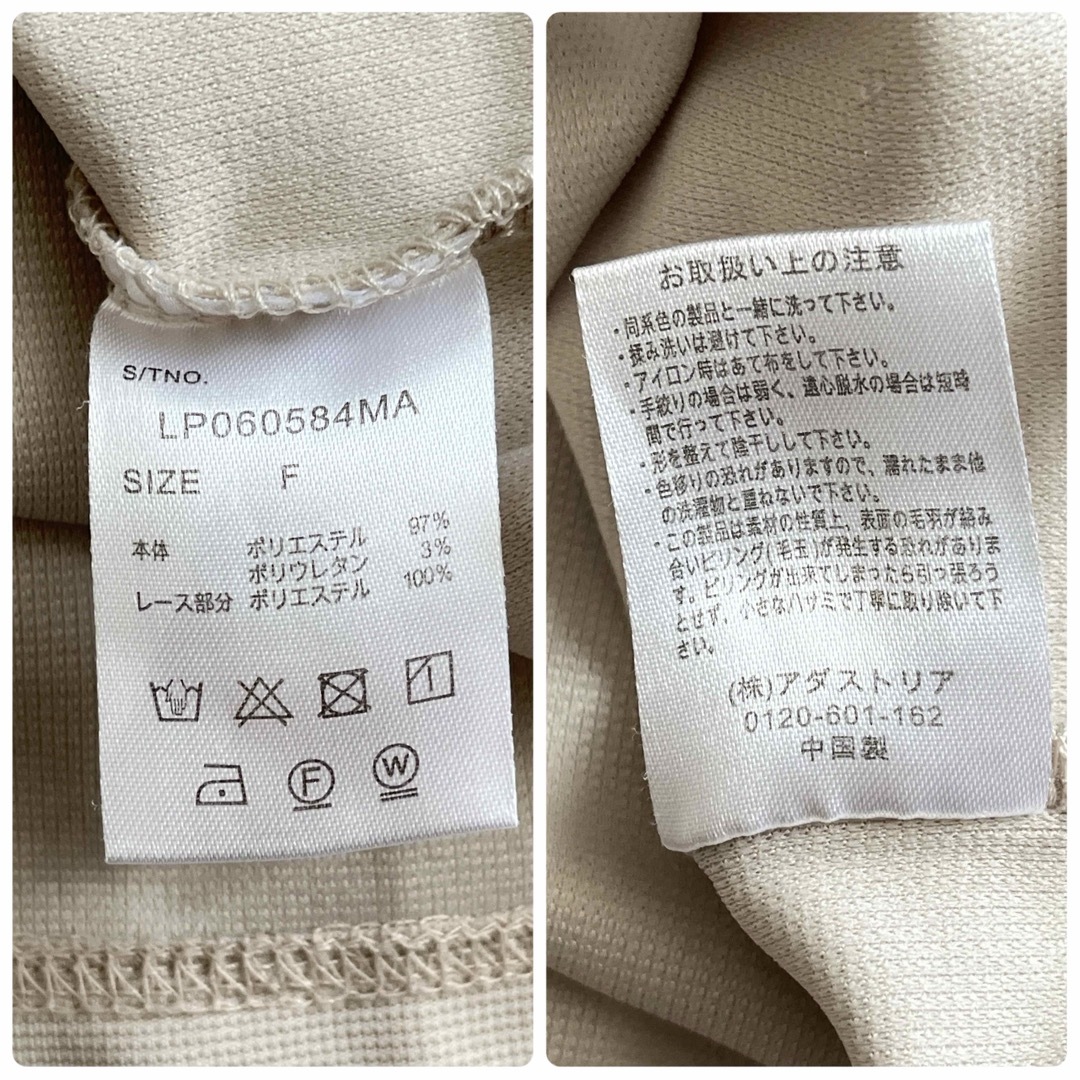 S/TNO.
LP060584MA
SIZE F
本体 ポリエステル 97%
ポリウレタン 3%
レース部分 ポリエステル 100%
1
F
W
お取扱い上の注意
・同系色の製品と一緒に洗って下さい。
・揉み洗いは避けて下さい。
・アイロン時はあて布をして下さい。
・手絞りの場合は弱く、遠心脱水の場合は短時
間で行って下さい。
・形を整えて陰干しして下さい。
・色移りの恐れがありますので、濡れたまま他
の洗濯物と重ねないで下さい。
・この製品は素材の性質上、表面の毛羽が絡み
合いピリング(毛玉)が発生する恐れがありま
す。ピリングが出来てしまったら引っ張ろう
とせず、小さなハサミで丁寧に取り除いて下
さい。
(株)アダストリア
0120-601-162
中国製